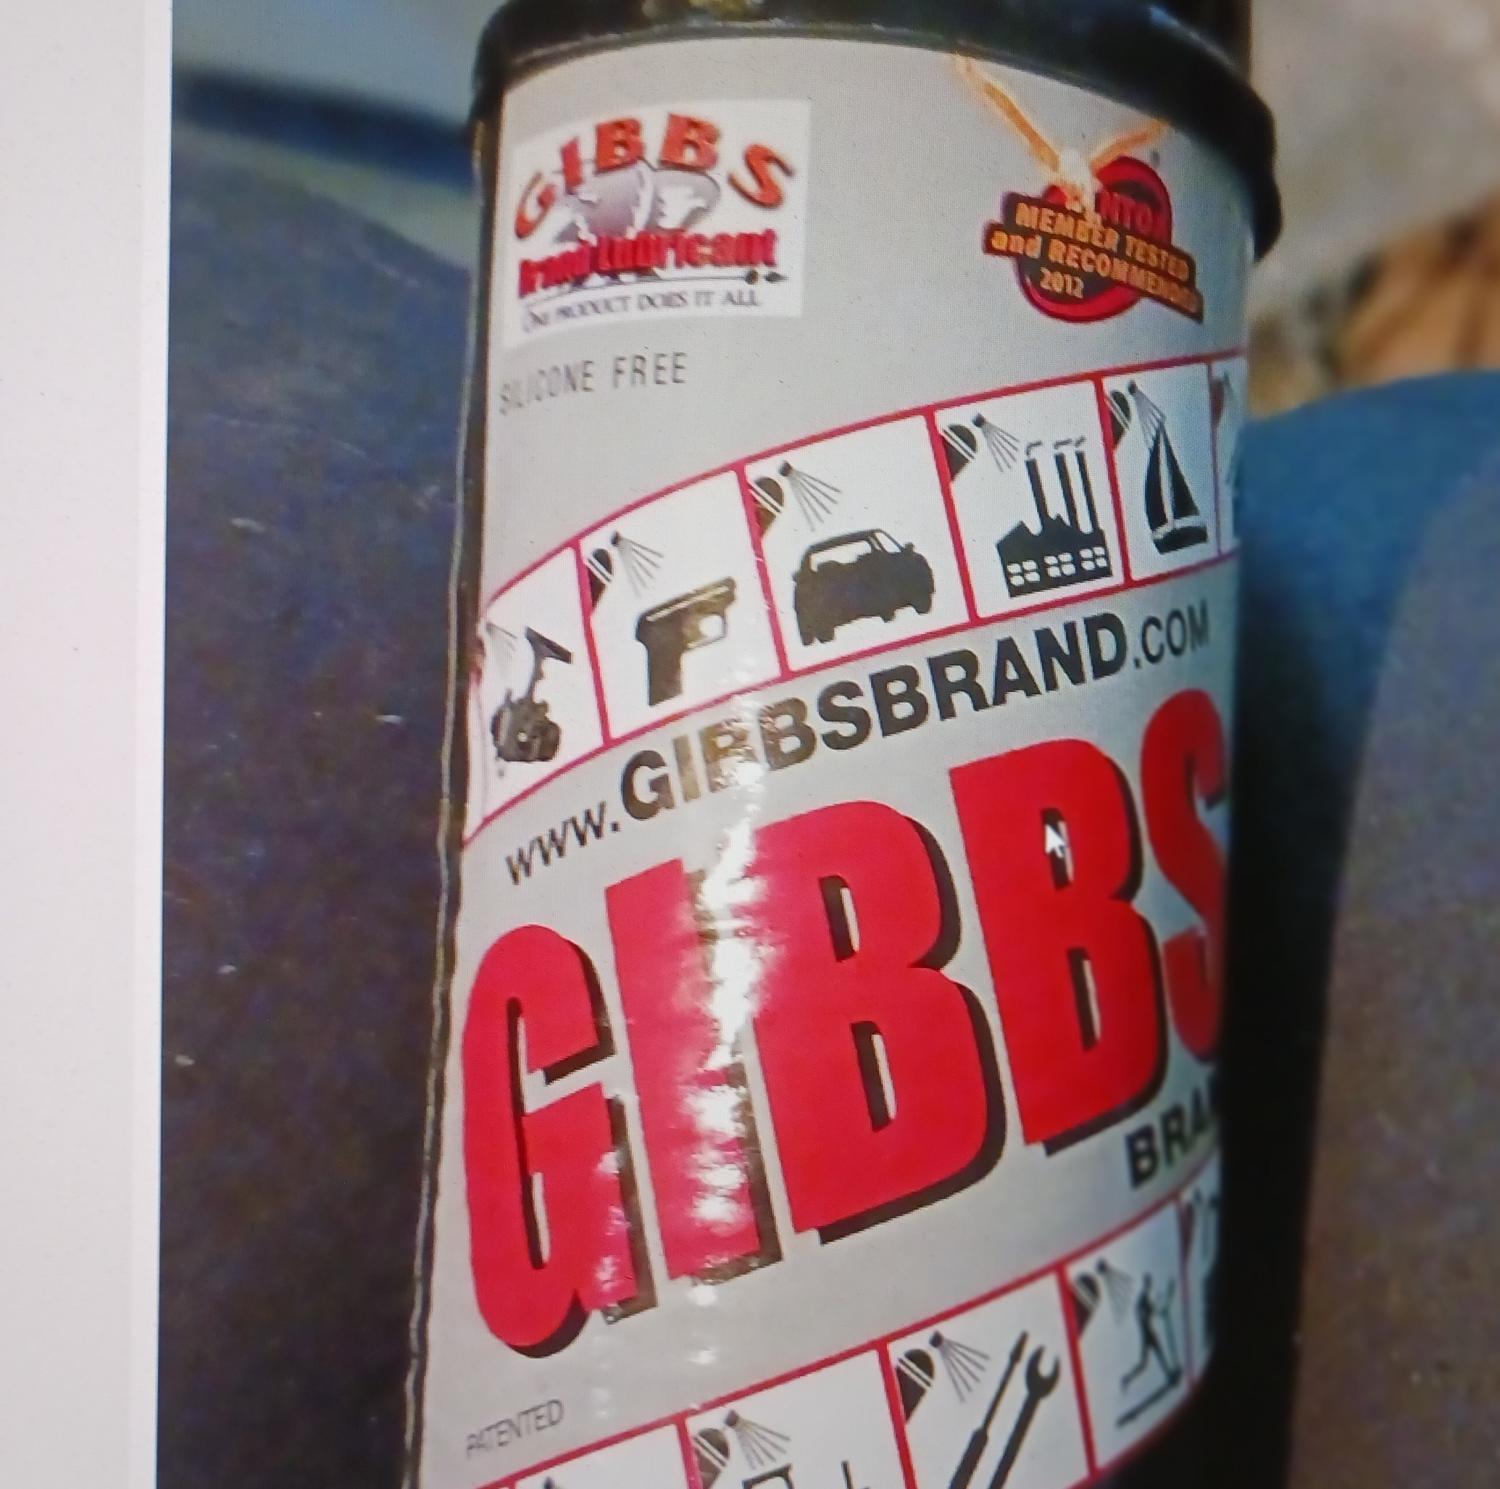 GIBBS
Brand Lubricant
ONE PRODUCT DOES IT ALL
MEMBER TESTED
and RECOMMENDED
2012
SILICONE FREE
www.GIBBSBRAND.COM
GIBBS
BRA
PATENTED